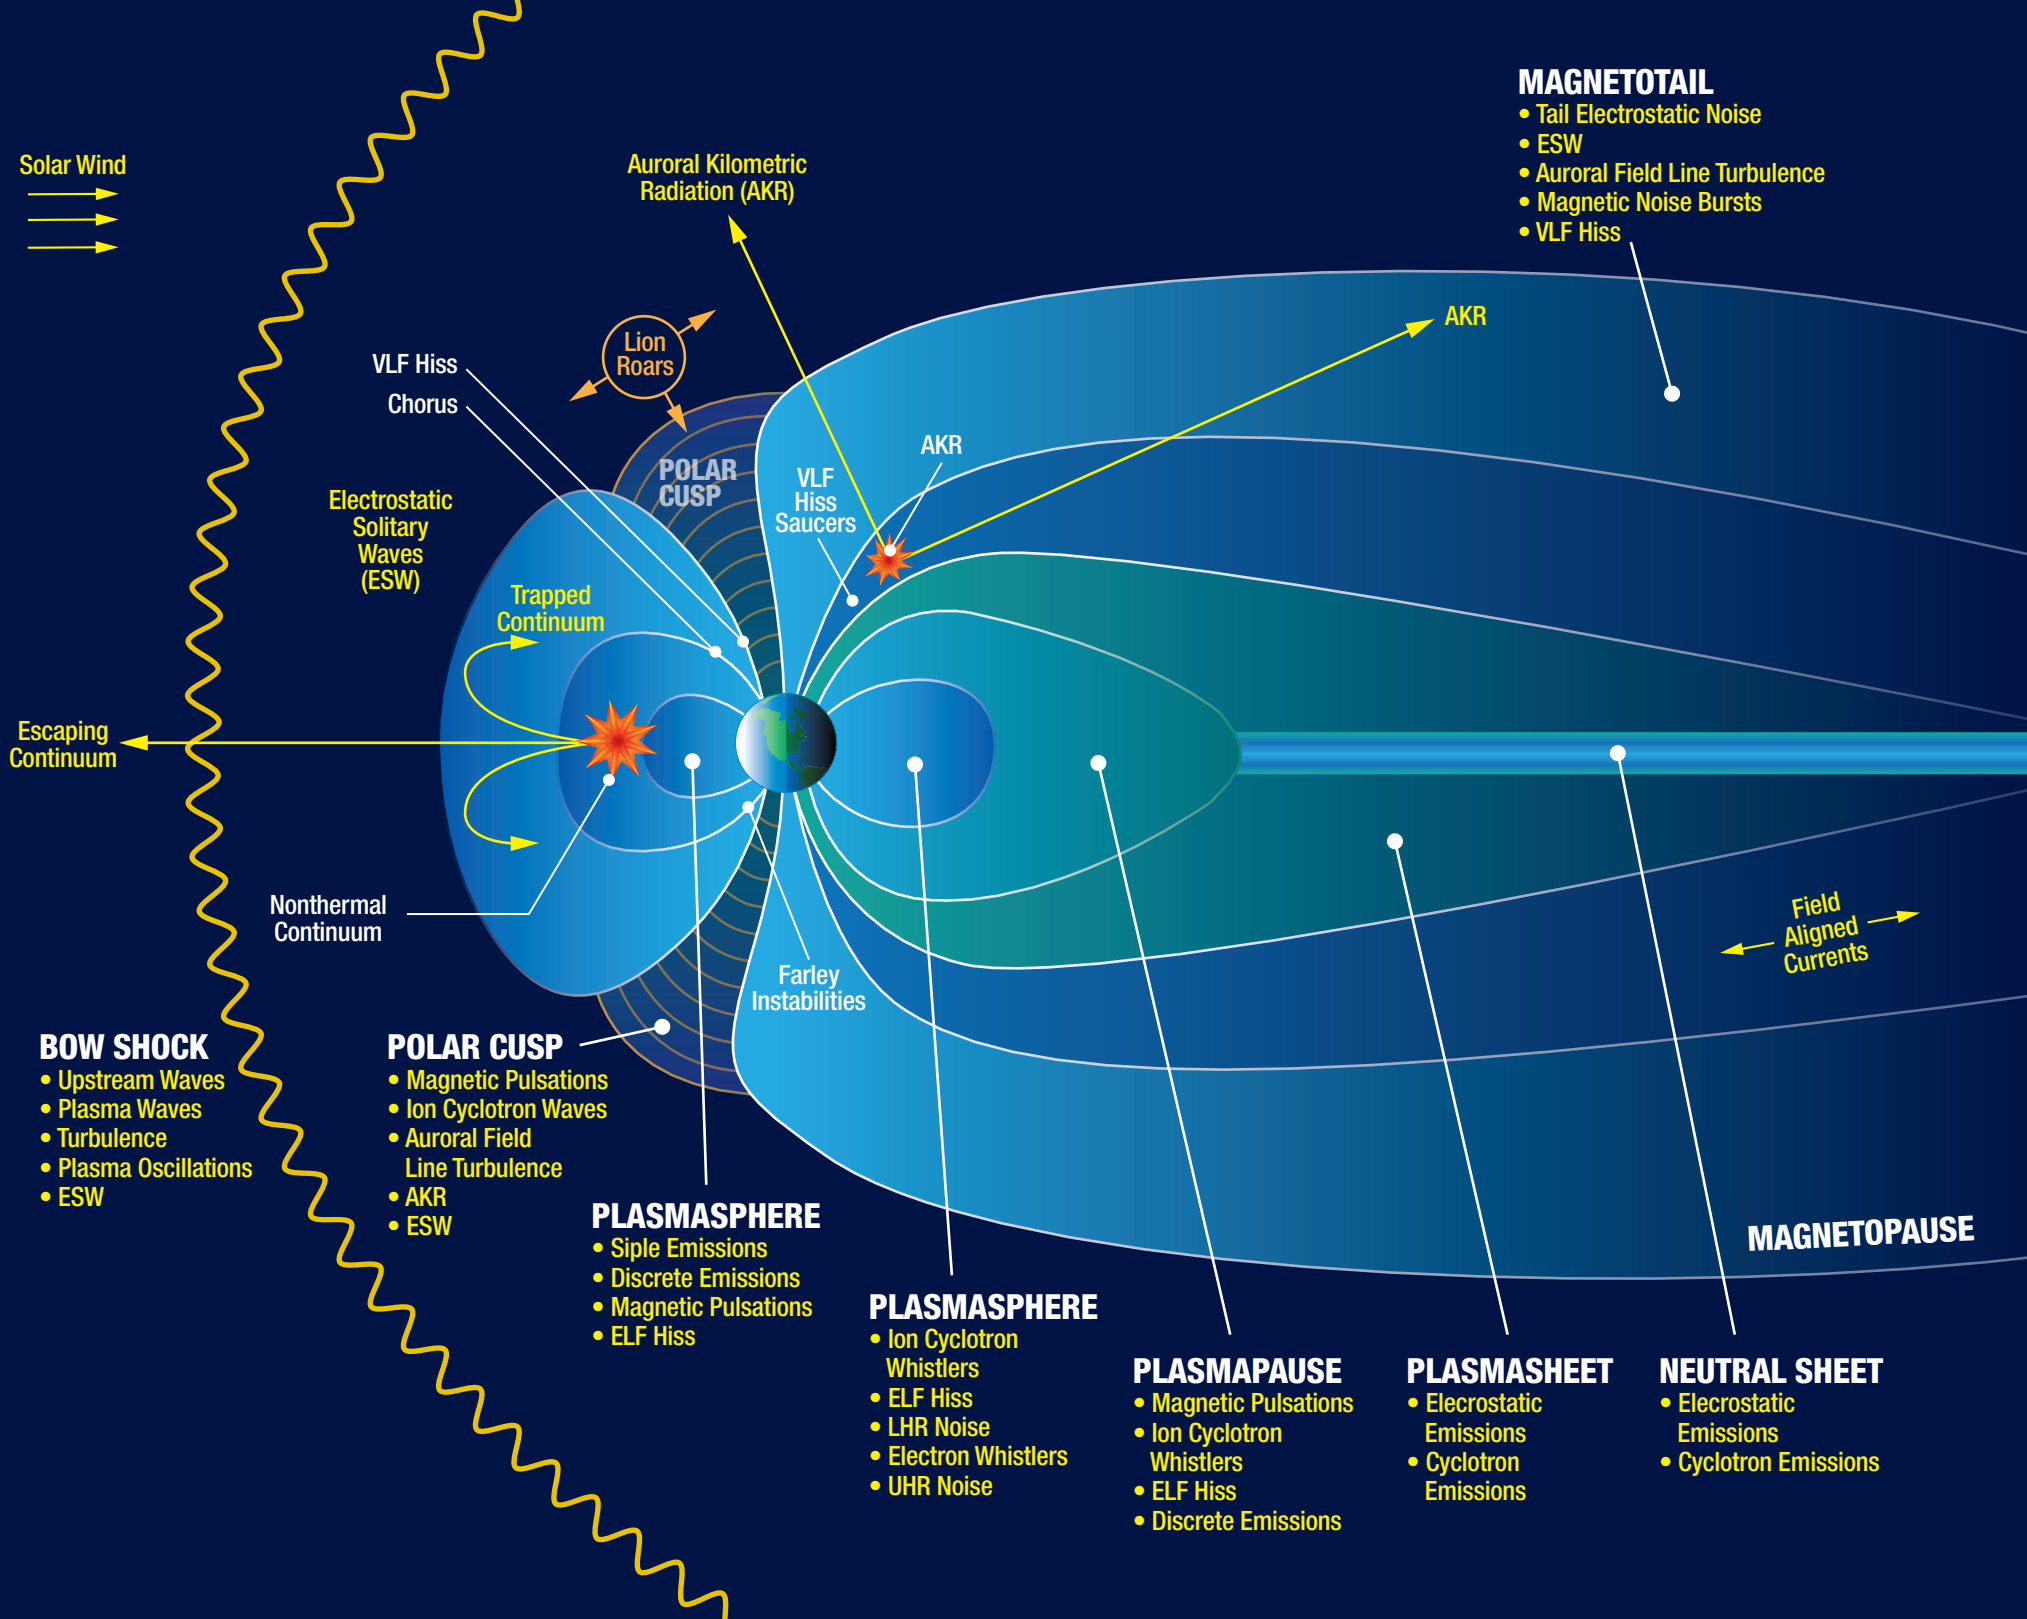 MAGNETOTAIL
• Tail Electrostatic Noise
• ESW
• Auroral Field Line Turbulence
• Magnetic Noise Bursts
• VLF Hiss
Solar Wind
Auroral Kilometric
Radiation (AKR)
AKR
Lion
Roars
VLF Hiss
Chorus
POLAR
CUSP
AKR
VLF
Hiss
Saucers
Electrostatic
Solitary
Waves
(ESW)
Trapped
Continuum
Escaping
Continuum
Nonthermal
Continuum
Farley
Instabilities
Field
Aligned
Currents
BOW SHOCK
• Upstream Waves
• Plasma Waves
• Turbulence
• Plasma Oscillations
• ESW
POLAR CUSP
• Magnetic Pulsations
• Ion Cyclotron Waves
• Auroral Field
Line Turbulence
• AKR
• ESW
PLASMASPHERE
• Siple Emissions
• Discrete Emissions
• Magnetic Pulsations
• ELF Hiss
MAGNETOPAUSE
PLASMASPHERE
• Ion Cyclotron
Whistlers
• ELF Hiss
• LHR Noise
• Electron Whistlers
• UHR Noise
PLASMAPAUSE
• Magnetic Pulsations
• Ion Cyclotron
Whistlers
• ELF Hiss
• Discrete Emissions
PLASMASHEET
• Elecrostatic
Emissions
• Cyclotron
Emissions
NEUTRAL SHEET
• Elecrostatic
Emissions
• Cyclotron Emissions